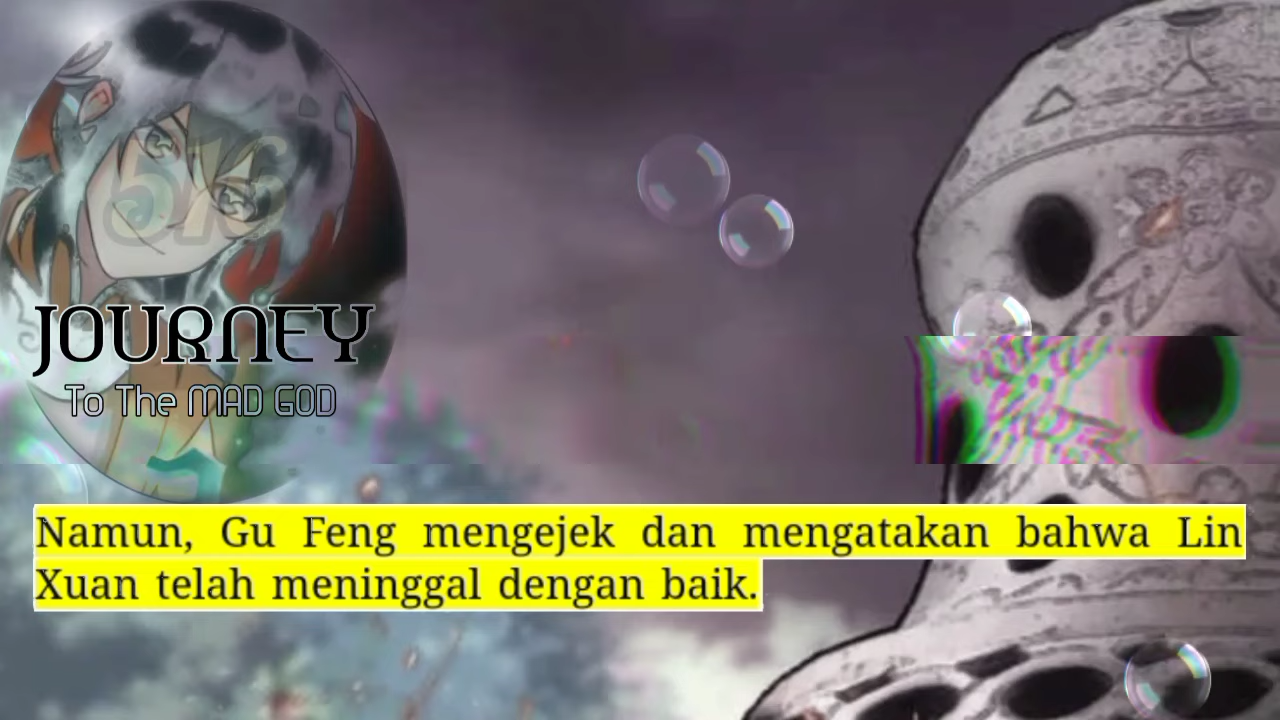 JOURNEY
To The MAD GOD
Namun, Gu Feng mengejek dan mengatakan bahwa Lin
Xuan telah meninggal dengan baik.